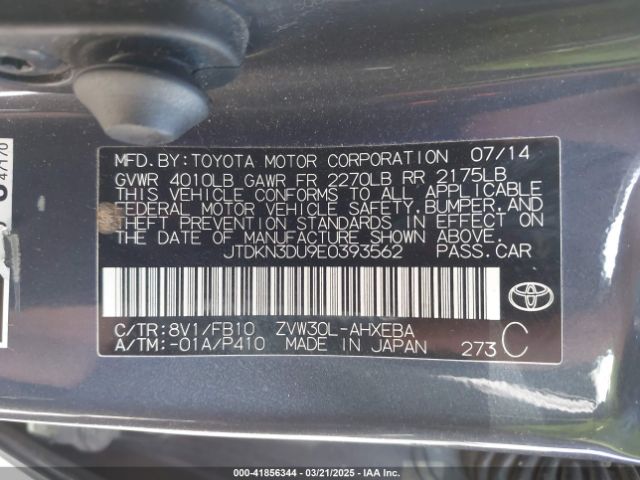 MFD.BY:TOYOTA MOTOR CORPORATION 07/14
GVWR 4010LB GAWR FR 2270LB RR 2175LB
THIS VEHICLE CONFORMS TO ALL APPLICABLE
FEDERAL MOTOR VEHICLE SAFETY,BUMPER,AND
THEFT PREVENTION STANDARDS IN EFFECT ON
THE DATE OF MANUFACTURE SHOWN ABOVE.
JTDKN3DU9E0393562 PASS.CAR
C/TR:8V1/FB10 ZVW30L-AHXEBA
A/TM:-01A/P410 MADE IN JAPAN 273 C
00-41856344 / 03/21/2025 / IAA Inc.